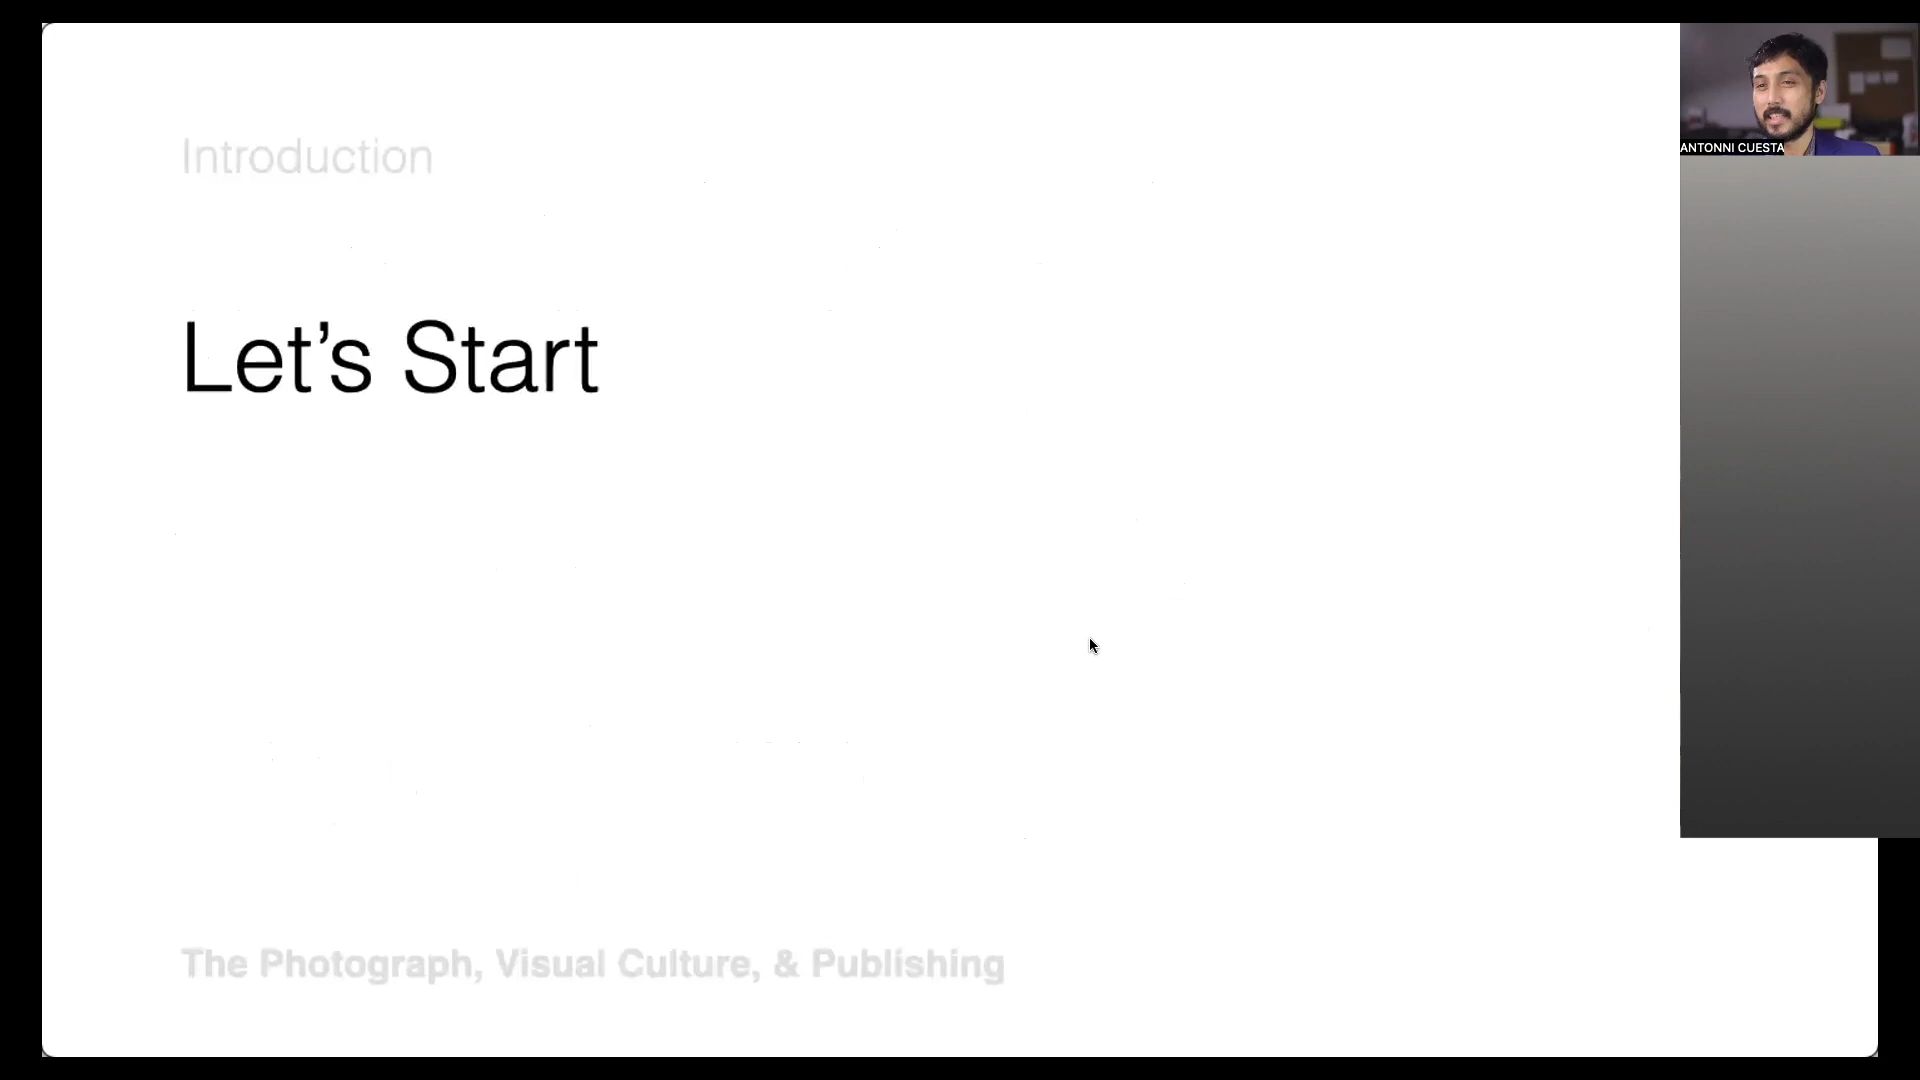 Introduction
ANTONNI CUESTA
Let’s Start
The Photograph, Visual Culture, & Publishing